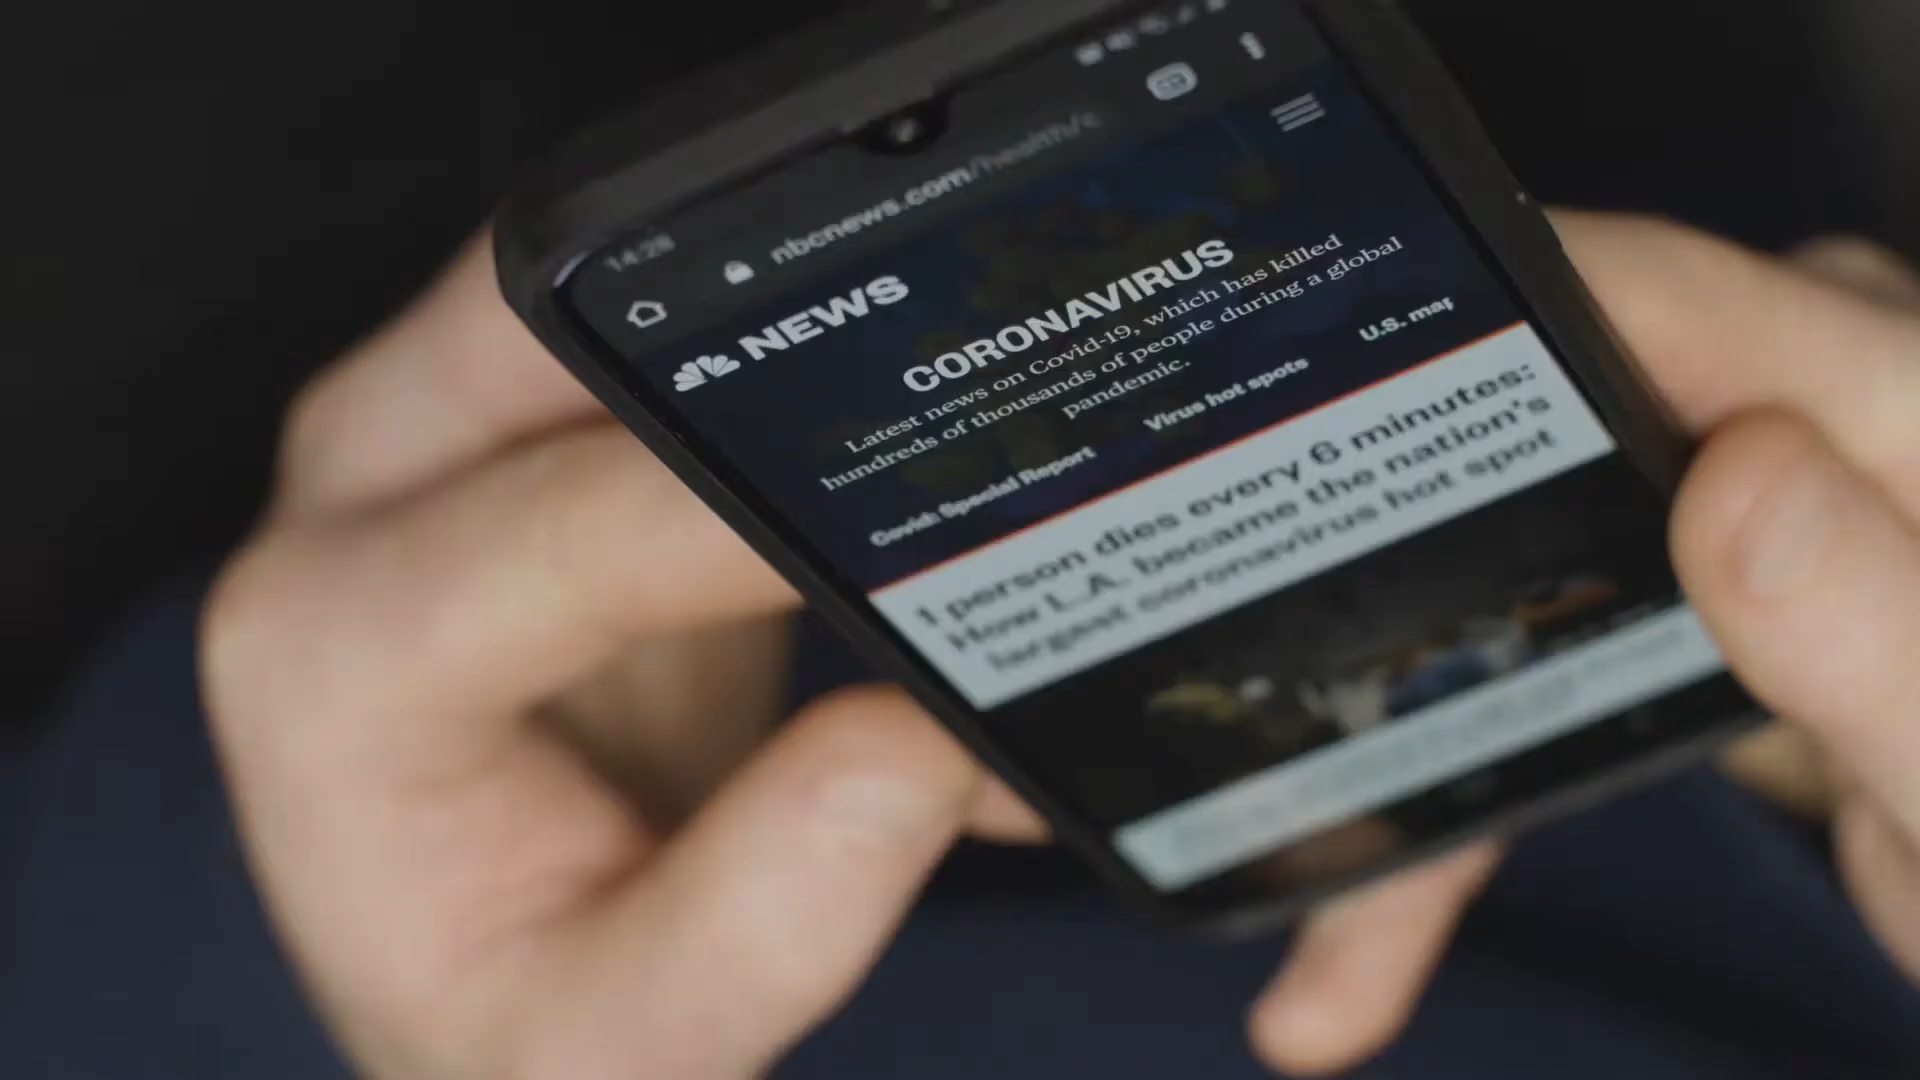 14:28
nbcnews.com/health/c
NEWS
CORONAVIRUS
Latest news on Covid-19, which has killed
hundreds of thousands of people during a global
pandemic.
Covid: Special Report Virus hot spots U.S. map
1 person dies every 6 minutes:
How L.A. became the nation's
largest coronavirus hot spot